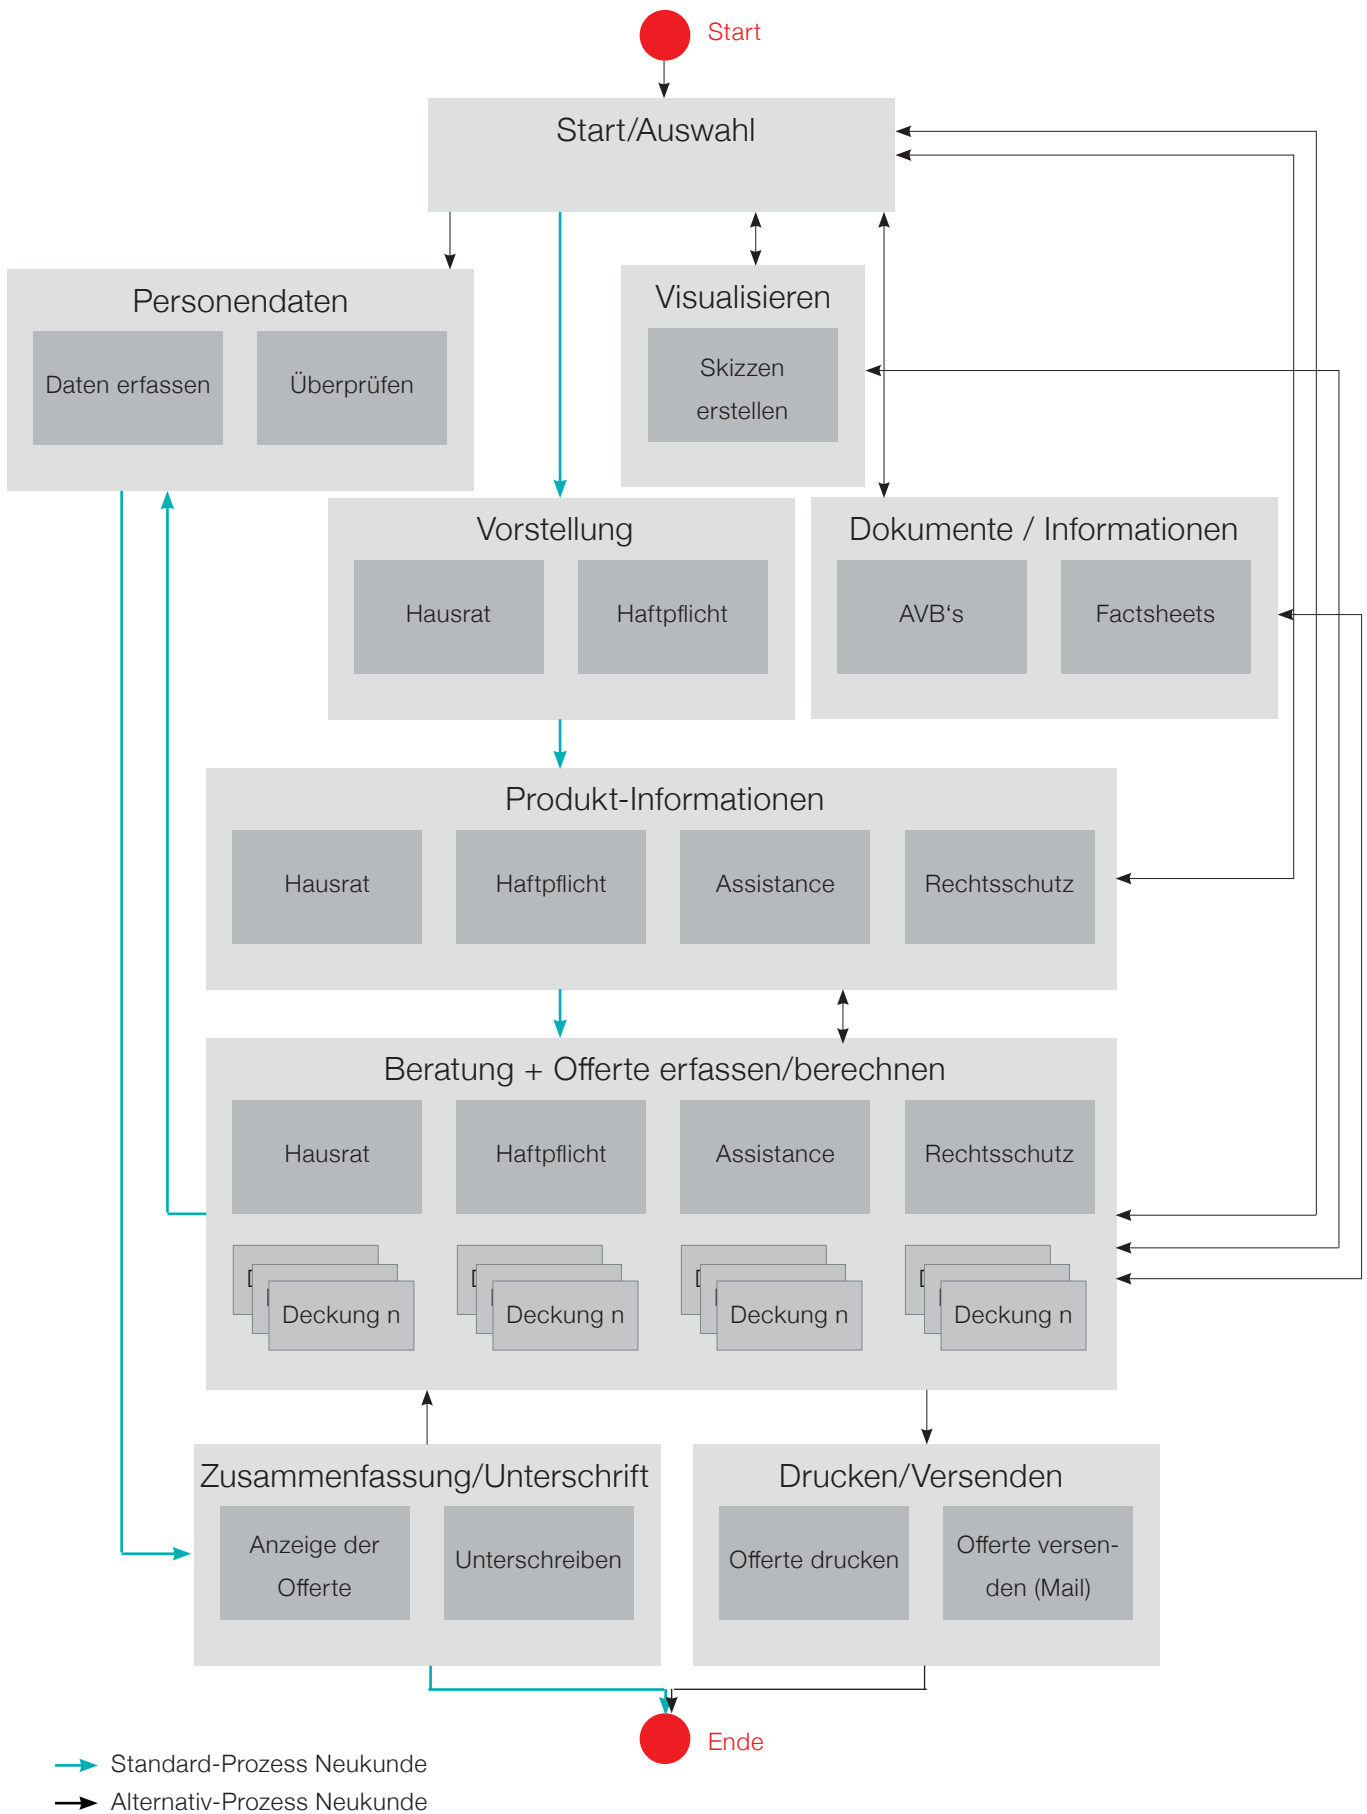 Start
Start/Auswahl
Personendaten
Daten erfassen
Überprüfen
Visualisieren
Skizzen
erstellen
Vorstellung
Hausrat
Haftpflicht
Dokumente / Informationen
AVB‘s
Factsheets
Produkt-Informationen
Hausrat
Haftpflicht
Assistance
Rechtsschutz
Beratung + Offerte erfassen/berechnen
Hausrat
Haftpflicht
Assistance
Rechtsschutz
Deckung n
Deckung n
Deckung n
Deckung n
Zusammenfassung/Unterschrift
Anzeige der
Offerte
Unterschreiben
Drucken/Versenden
Offerte drucken
Offerte versen-
den (Mail)
Ende
Standard-Prozess Neukunde
Alternativ-Prozess Neukunde